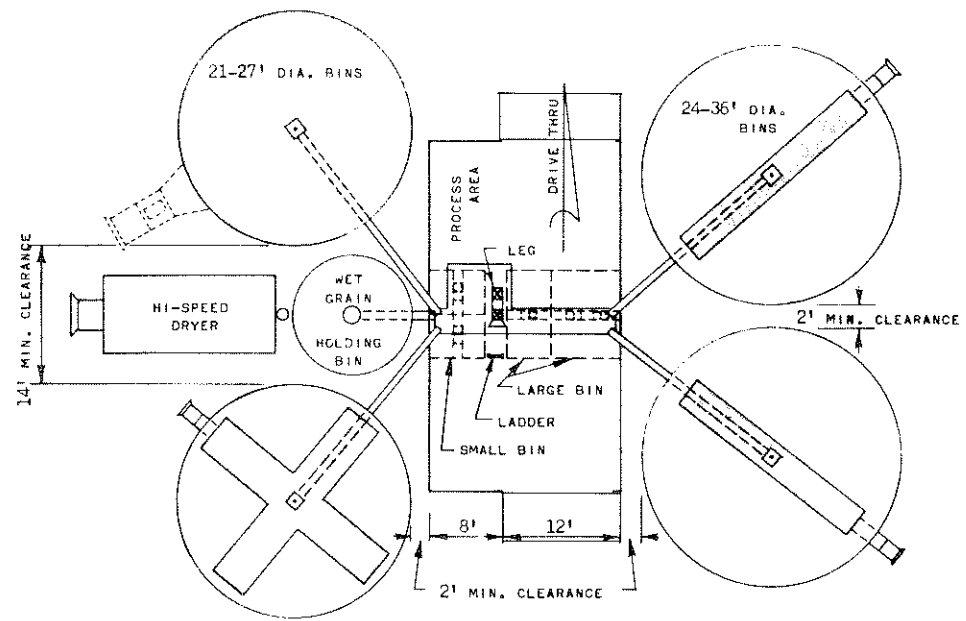 21-27' DIA. BINS
24-36' DIA.
BINS
DRIVE THRU
PROCESS
AREA
LEG
14' MIN. CLEARANCE
WET
GRAIN
HOLDING
BIN
HI-SPEED
DRYER
2' MIN. CLEARANCE
LARGE BIN
LADDER
SMALL BIN
8'
12'
2' MIN. CLEARANCE